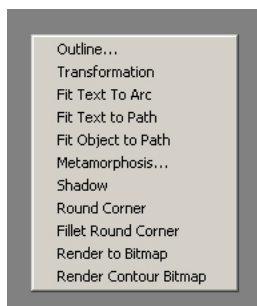 Outline...
Transformation
Fit Text To Arc
Fit Text to Path
Fit Object to Path
Metamorphosis...
Shadow
Round Corner
Fillet Round Corner
Render to Bitmap
Render Contour Bitmap